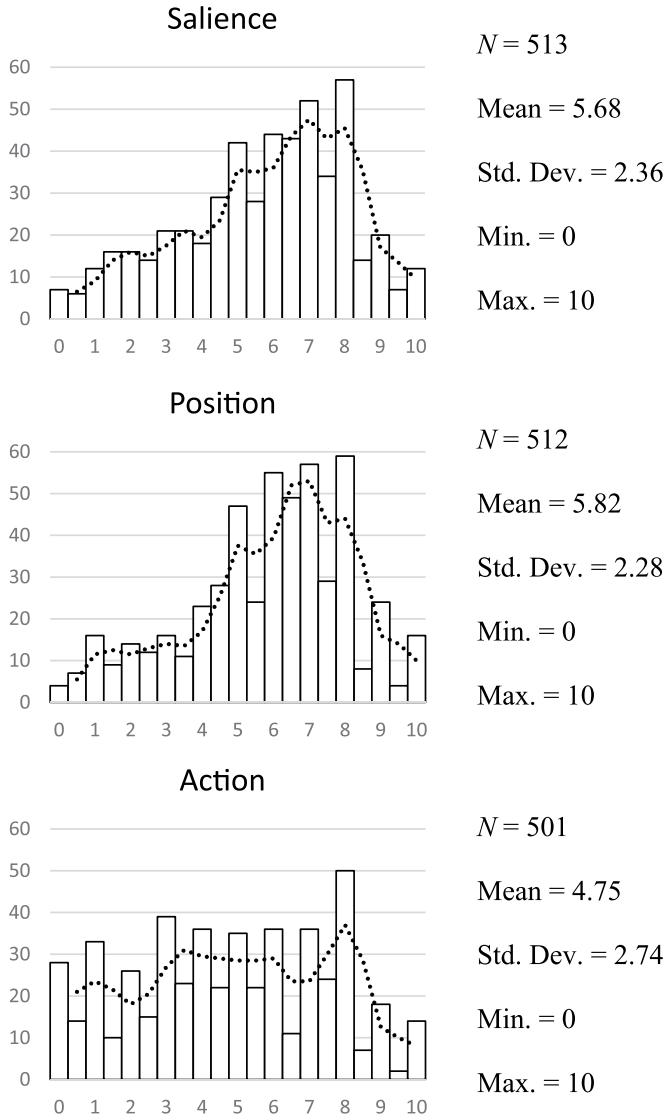 Salience
N = 513
60
50
40
30
20
10
0
Mean = 5.68
Std. Dev. = 2.36
Min. = 0
Max. = 10
0 1 2 3 4 5 6 7 8 9 10
Position
N = 512
60
50
40
30
20
10
0
Mean = 5.82
Std. Dev. = 2.28
Min. = 0
Max. = 10
0 1 2 3 4 5 6 7 8 9 10
Action
N = 501
60
50
40
30
20
10
0
Mean = 4.75
Std. Dev. = 2.74
Min. = 0
Max. = 10
0 1 2 3 4 5 6 7 8 9 10